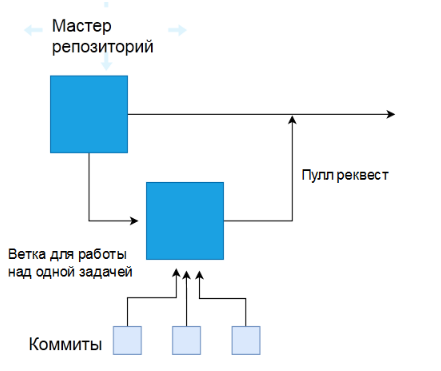 Мастер
репозиторий
Пулл реквест
Ветка для работы
над одной задачей
Коммиты